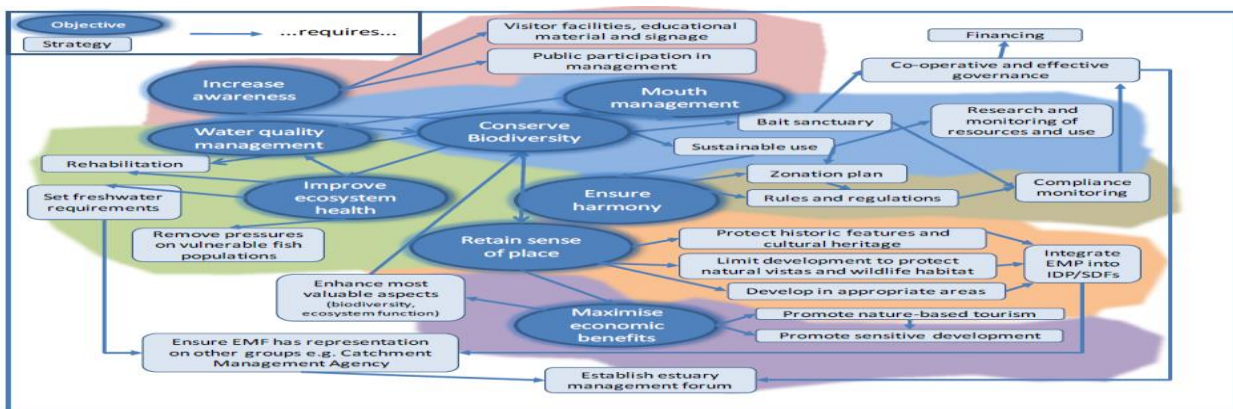 Objective
...requires...
Strategy
Visitor facilities, educational
material and signage
Public participation in
management
Financing
Co-operative and effective
governance
Increase
awareness
Mouth
management
Water quality
management
Conserve
Biodiversity
Bait sanctuary
Research and
monitoring of
resources and use
Sustainable use
Rehabilitation
Zonation plan
Compliance
monitoring
Set freshwater
requirements
Improve
ecosystem
health
Ensure
harmony
Rules and regulations
Remove pressures
on vulnerable fish
populations
Retain sense
of place
Protect historic features and
cultural heritage
Limit development to protect
natural vistas and wildlife habitat
Develop in appropriate areas
Integrate
EMP into
IDP/SDFs
Enhance most
valuable aspects
(biodiversity,
ecosystem function)
Maximise
economic
benefits
Promote nature-based tourism
Promote sensitive development
Ensure EMF has representation
on other groups e.g. Catchment
Management Agency
Establish estuary
management forum